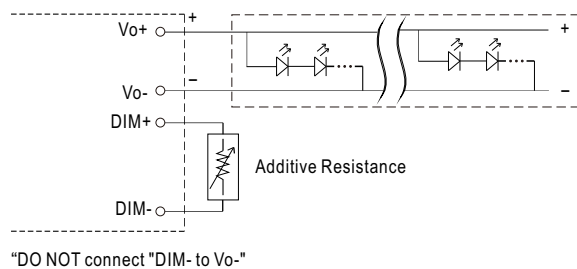 Vo+ + +
Vo- − −
DIM+
Additive Resistance
DIM-
“DO NOT connect "DIM- to Vo-"